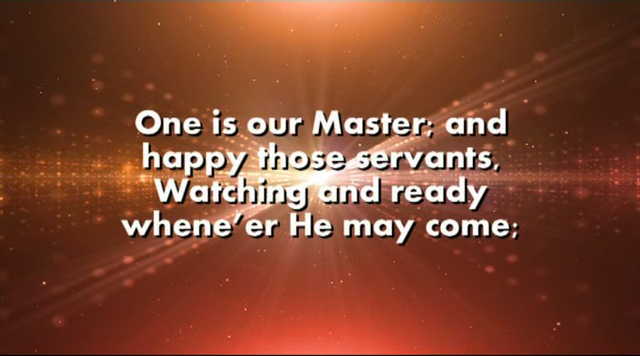 One is our Master; and
happy those servants,
Watching and ready
whene'er He may come;